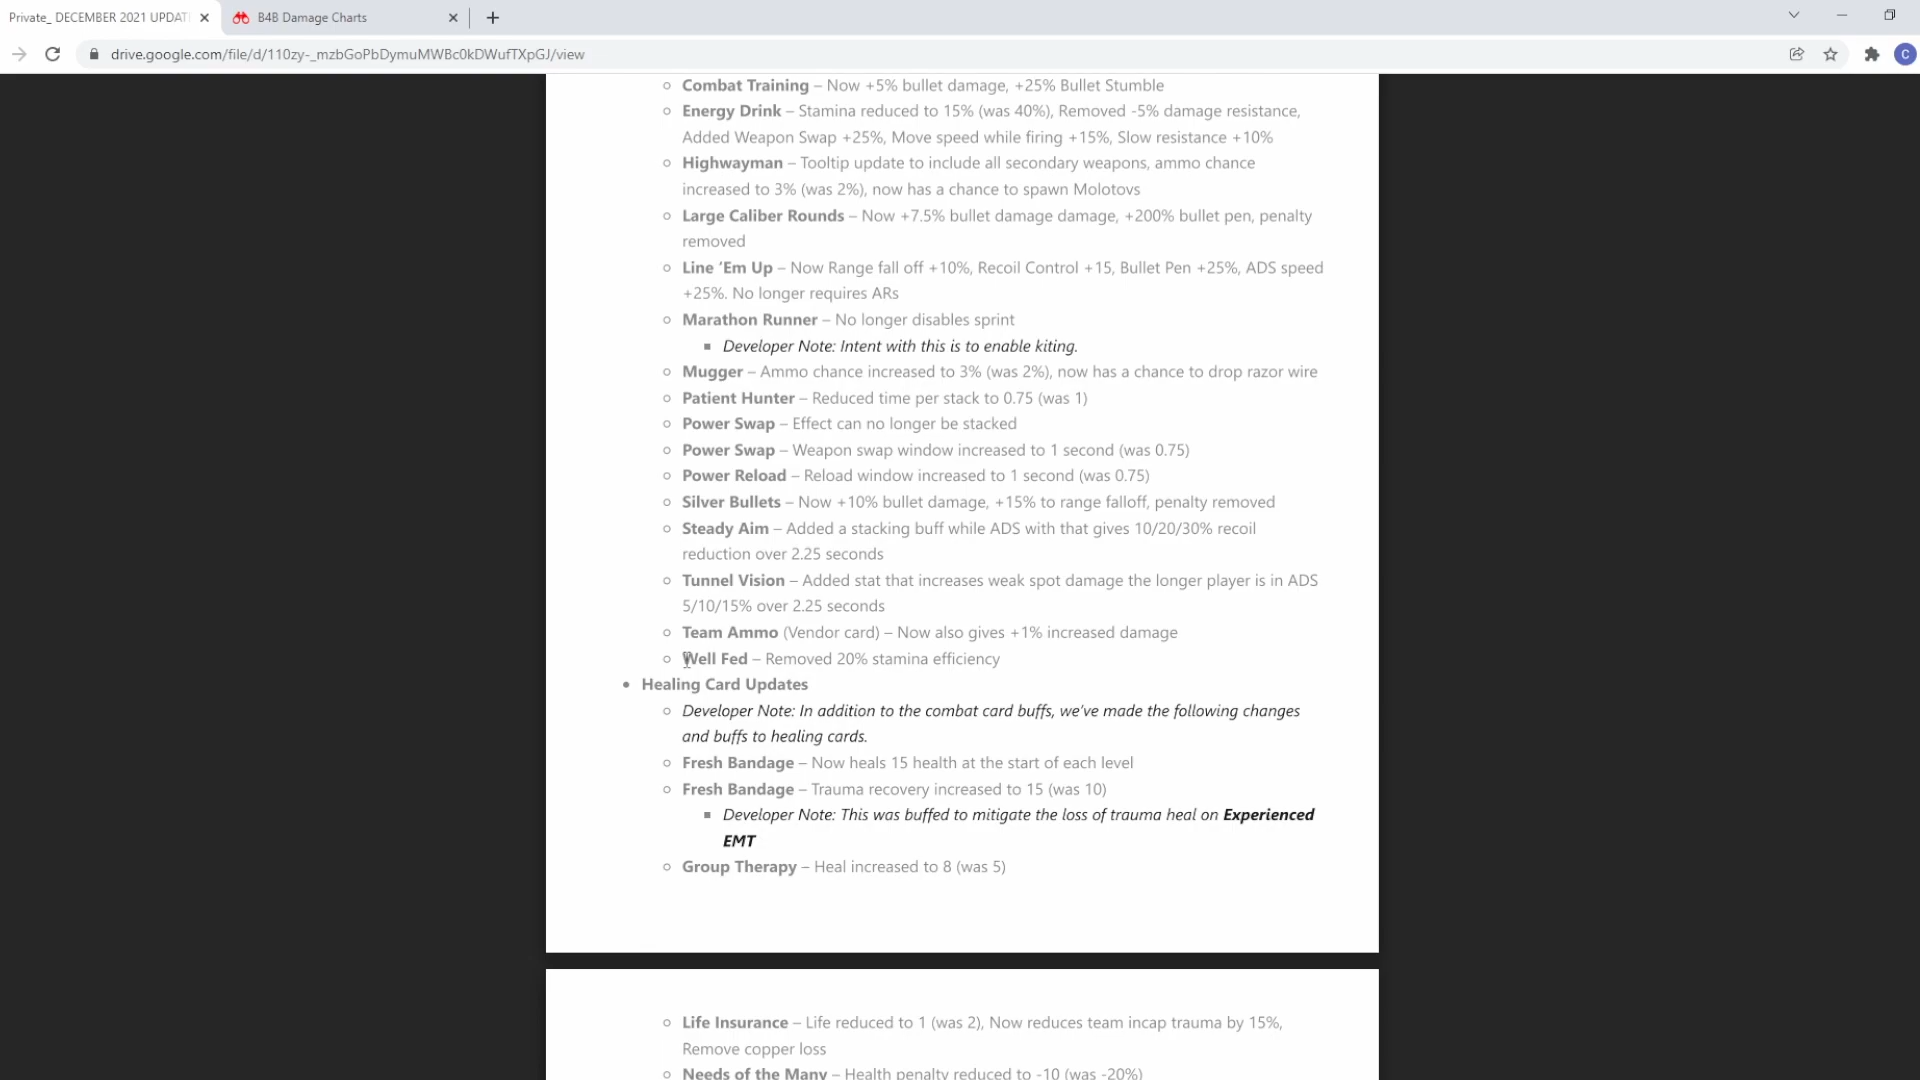 Private_ DECEMBER 2021 UPDAT
B4B Damage Charts
drive.google.com/file/d/110zy-_mzbGoPbDymuMWBc0kDWufTXpGJ/view
C
Combat Training – Now +5% bullet damage, +25% Bullet Stumble
Energy Drink – Stamina reduced to 15% (was 40%), Removed -5% damage resistance,
Added Weapon Swap +25%, Move speed while firing +15%, Slow resistance +10%
Highwayman – Tooltip update to include all secondary weapons, ammo chance
increased to 3% (was 2%), now has a chance to spawn Molotovs
Large Caliber Rounds – Now +7.5% bullet damage damage, +200% bullet pen, penalty
removed
Line ‘Em Up – Now Range fall off +10%, Recoil Control +15, Bullet Pen +25%, ADS speed
+25%. No longer requires ARs
Marathon Runner – No longer disables sprint
Developer Note: Intent with this is to enable kiting.
Mugger – Ammo chance increased to 3% (was 2%), now has a chance to drop razor wire
Patient Hunter – Reduced time per stack to 0.75 (was 1)
Power Swap – Effect can no longer be stacked
Power Swap – Weapon swap window increased to 1 second (was 0.75)
Power Reload – Reload window increased to 1 second (was 0.75)
Silver Bullets – Now +10% bullet damage, +15% to range falloff, penalty removed
Steady Aim – Added a stacking buff while ADS with that gives 10/20/30% recoil
reduction over 2.25 seconds
Tunnel Vision – Added stat that increases weak spot damage the longer player is in ADS
5/10/15% over 2.25 seconds
Team Ammo (Vendor card) – Now also gives +1% increased damage
Well Fed – Removed 20% stamina efficiency
Healing Card Updates
Developer Note: In addition to the combat card buffs, we’ve made the following changes
and buffs to healing cards.
Fresh Bandage – Now heals 15 health at the start of each level
Fresh Bandage – Trauma recovery increased to 15 (was 10)
Developer Note: This was buffed to mitigate the loss of trauma heal on Experienced
EMT
Group Therapy – Heal increased to 8 (was 5)
Life Insurance – Life reduced to 1 (was 2), Now reduces team incap trauma by 15%,
Remove copper loss
Needs of the Many – Health penalty reduced to -10 (was -20%)